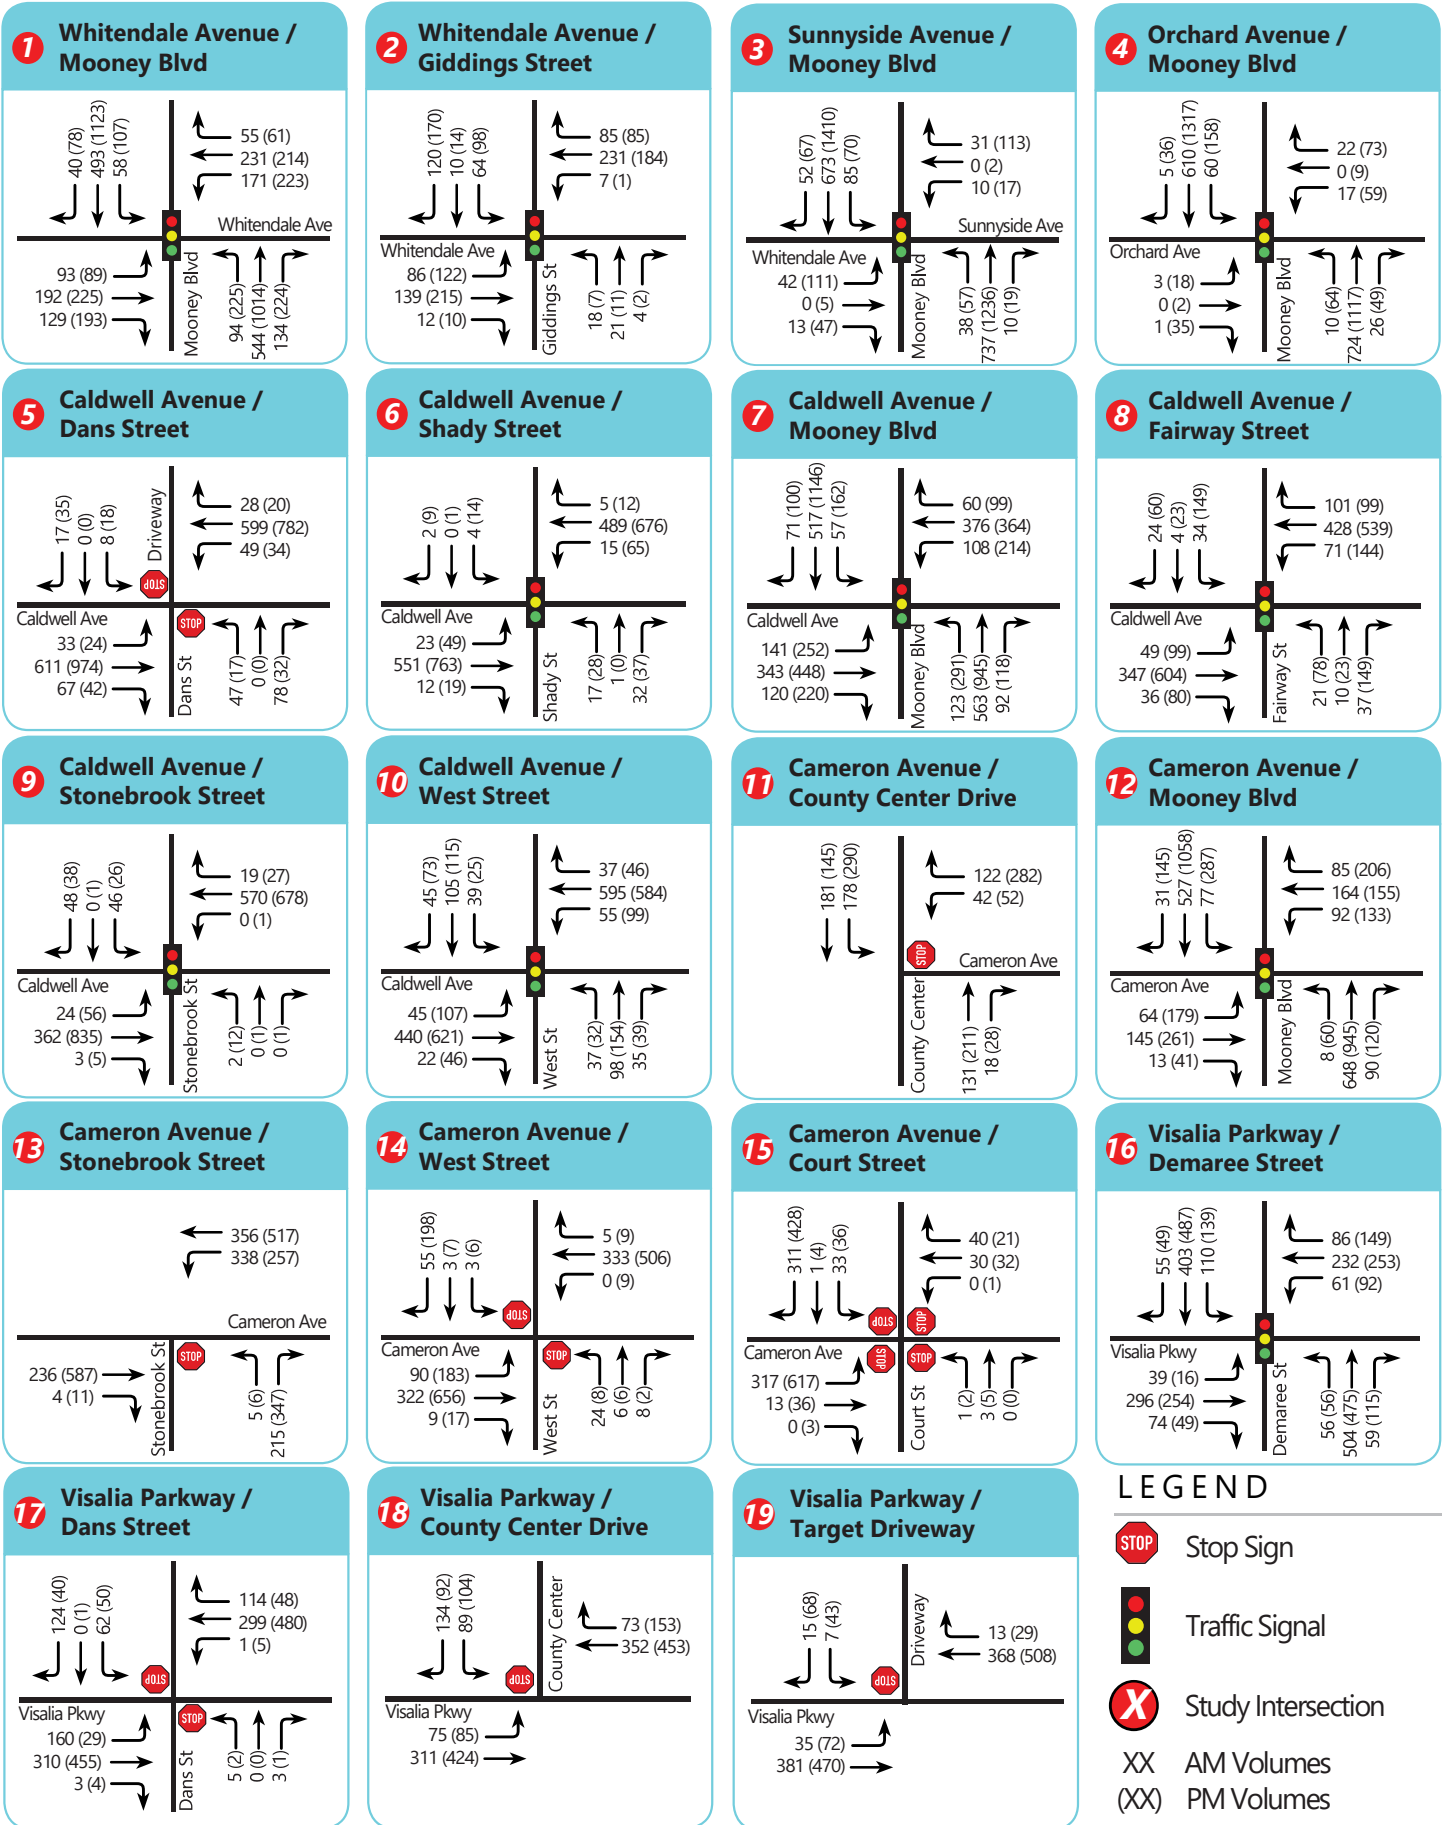 1
Whitendale Avenue /
Mooney Blvd
40 (78)
493 (1123)
58 (107)
55 (61)
231 (214)
171 (223)
Whitendale Ave
93 (89)
192 (225)
129 (193)
Mooney Blvd
94 (225)
544 (1014)
134 (224)
2
Whitendale Avenue /
Giddings Street
120 (170)
10 (14)
64 (98)
85 (85)
231 (184)
7 (1)
Whitendale Ave
86 (122)
139 (215)
12 (10)
Giddings St
18 (7)
21 (11)
4 (2)
3
Sunnyside Avenue /
Mooney Blvd
52 (67)
673 (1410)
85 (70)
31 (113)
0 (2)
10 (17)
Sunnyside Ave
Whitendale Ave
42 (111)
0 (5)
13 (47)
Mooney Blvd
38 (57)
737 (1236)
10 (19)
4
Orchard Avenue /
Mooney Blvd
5 (36)
610 (1317)
60 (158)
22 (73)
0 (9)
17 (59)
Orchard Ave
3 (18)
0 (2)
1 (35)
Mooney Blvd
10 (64)
724 (1117)
26 (49)
5
Caldwell Avenue /
Dans Street
17 (35)
0 (0)
8 (18)
Driveway
STOP
28 (20)
599 (782)
49 (34)
Caldwell Ave
33 (24)
611 (974)
67 (42)
STOP
Dans St
47 (17)
0 (0)
78 (32)
6
Caldwell Avenue /
Shady Street
2 (9)
0 (1)
4 (14)
5 (12)
489 (676)
15 (65)
Caldwell Ave
23 (49)
551 (763)
12 (19)
Shady St
17 (28)
1 (0)
32 (37)
7
Caldwell Avenue /
Mooney Blvd
71 (100)
517 (1146)
57 (162)
60 (99)
376 (364)
108 (214)
Caldwell Ave
141 (252)
343 (448)
120 (220)
Mooney Blvd
123 (291)
563 (945)
92 (118)
8
Caldwell Avenue /
Fairway Street
24 (60)
4 (23)
34 (149)
101 (99)
428 (539)
71 (144)
Caldwell Ave
49 (99)
347 (604)
36 (80)
Fairway St
21 (78)
10 (23)
37 (149)
9
Caldwell Avenue /
Stonebrook Street
48 (38)
0 (1)
46 (26)
19 (27)
570 (678)
0 (1)
Caldwell Ave
24 (56)
362 (835)
3 (5)
Stonebrook St
2 (12)
0 (1)
0 (1)
10
Caldwell Avenue /
West Street
45 (73)
105 (115)
39 (25)
37 (46)
595 (584)
55 (99)
Caldwell Ave
45 (107)
440 (621)
22 (46)
West St
37 (32)
98 (154)
35 (39)
11
Cameron Avenue /
County Center Drive
181 (145)
178 (290)
122 (282)
42 (52)
STOP
Cameron Ave
County Center
131 (211)
18 (28)
12
Cameron Avenue /
Mooney Blvd
31 (145)
527 (1058)
77 (287)
85 (206)
164 (155)
92 (133)
Cameron Ave
64 (179)
145 (261)
13 (41)
Mooney Blvd
8 (60)
648 (945)
90 (120)
13
Cameron Avenue /
Stonebrook Street
356 (517)
338 (257)
Cameron Ave
236 (587)
4 (11)
Stonebrook St
STOP
5 (6)
215 (347)
14
Cameron Avenue /
West Street
55 (198)
3 (7)
3 (6)
STOP
5 (9)
333 (506)
0 (9)
Cameron Ave
90 (183)
322 (656)
9 (17)
STOP
West St
24 (8)
6 (6)
8 (2)
15
Cameron Avenue /
Court Street
311 (428)
1 (4)
33 (36)
40 (21)
30 (32)
0 (1)
STOP
STOP
Cameron Ave
STOP
STOP
317 (617)
13 (36)
0 (3)
Court St
1 (2)
3 (5)
0 (0)
16
Visalia Parkway /
Demaree Street
55 (49)
403 (487)
110 (139)
86 (149)
232 (253)
61 (92)
Visalia Pkwy
39 (16)
296 (254)
74 (49)
Demaree St
56 (56)
504 (475)
59 (115)
17
Visalia Parkway /
Dans Street
124 (40)
0 (1)
62 (50)
STOP
114 (48)
299 (480)
1 (5)
Visalia Pkwy
160 (29)
310 (455)
3 (4)
STOP
Dans St
5 (2)
0 (0)
3 (1)
18
Visalia Parkway /
County Center Drive
134 (92)
89 (104)
STOP
County Center
73 (153)
352 (453)
Visalia Pkwy
75 (85)
311 (424)
19
Visalia Parkway /
Target Driveway
15 (68)
7 (43)
STOP
Driveway
13 (29)
368 (508)
Visalia Pkwy
35 (72)
381 (470)
LEGEND
STOP Stop Sign
Traffic Signal
X Study Intersection
XX AM Volumes
(XX) PM Volumes